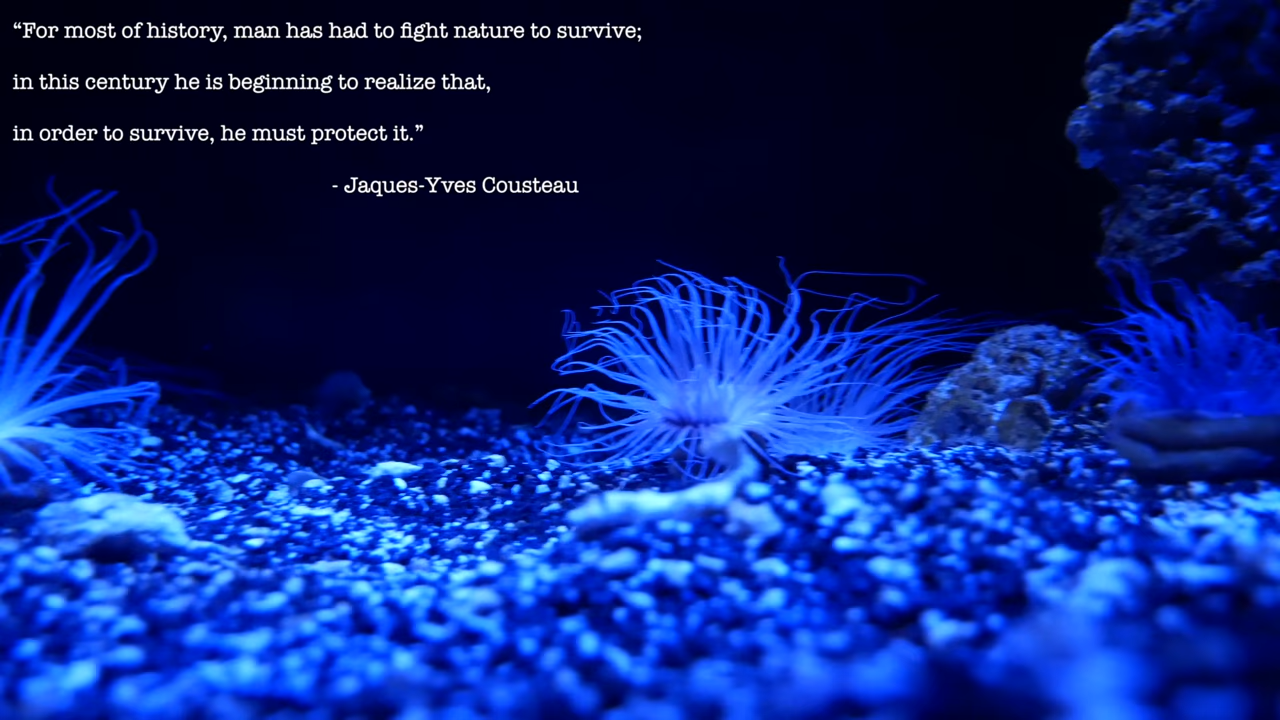 “For most of history, man has had to fight nature to survive;
in this century he is beginning to realize that,
in order to survive, he must protect it.”
- Jaques-Yves Cousteau